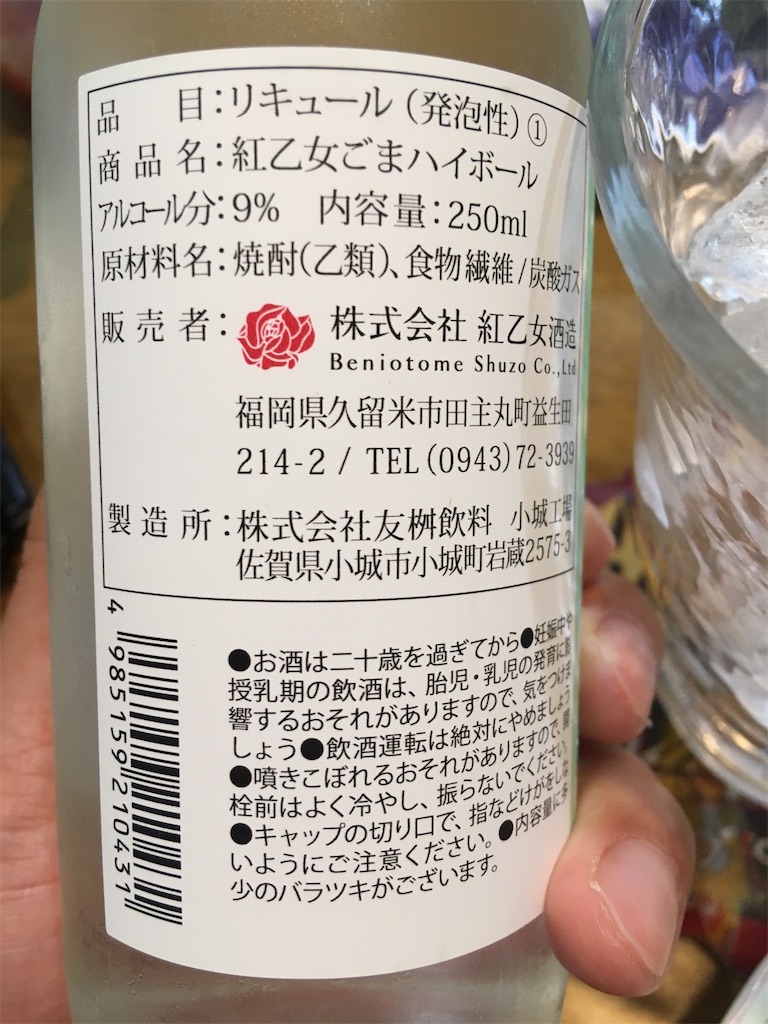 品目：リキュール（発泡性）①
商品名：紅乙女ごまハイボール
アルコール分：9％　内容量：250ml
原材料名：焼酎（乙類）、食物繊維／炭酸ガス
販売者：株式会社 紅乙女酒造
Beniotome Shuzo Co.,Ltd
福岡県久留米市田主丸町益生田
214-2 / TEL (0943) 72-3939
製造所：株式会社友桝飲料　小城工場
佐賀県小城市小城町岩蔵2575-3
●お酒は二十歳を過ぎてから●妊娠中や
授乳期の飲酒は、胎児・乳児の発育に影
響するおそれがありますので、気をつけま
しょう●飲酒運転は絶対にやめましょう
●噴きこぼれるおそれがありますので、開
栓前はよく冷やし、振らないでください。
●キャップの切り口で、指などけがをしな
いようにご注意ください。●内容量に多
少のバラツキがございます。
4 985159 210431